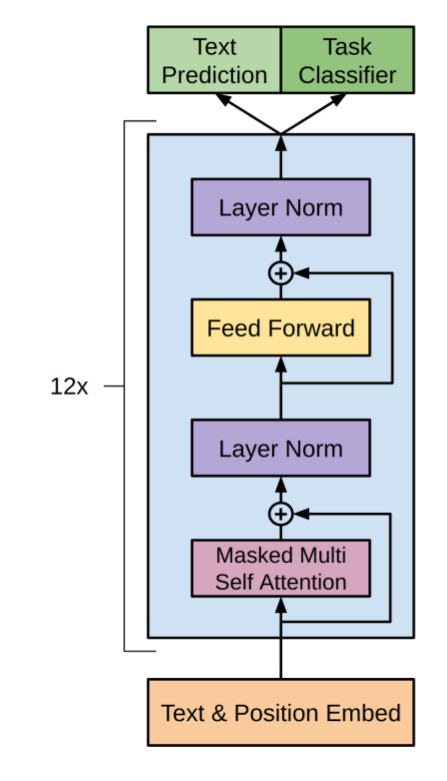 Text
Prediction
Task
Classifier
Layer Norm
Feed Forward
12x
Layer Norm
Masked Multi
Self Attention
Text & Position Embed